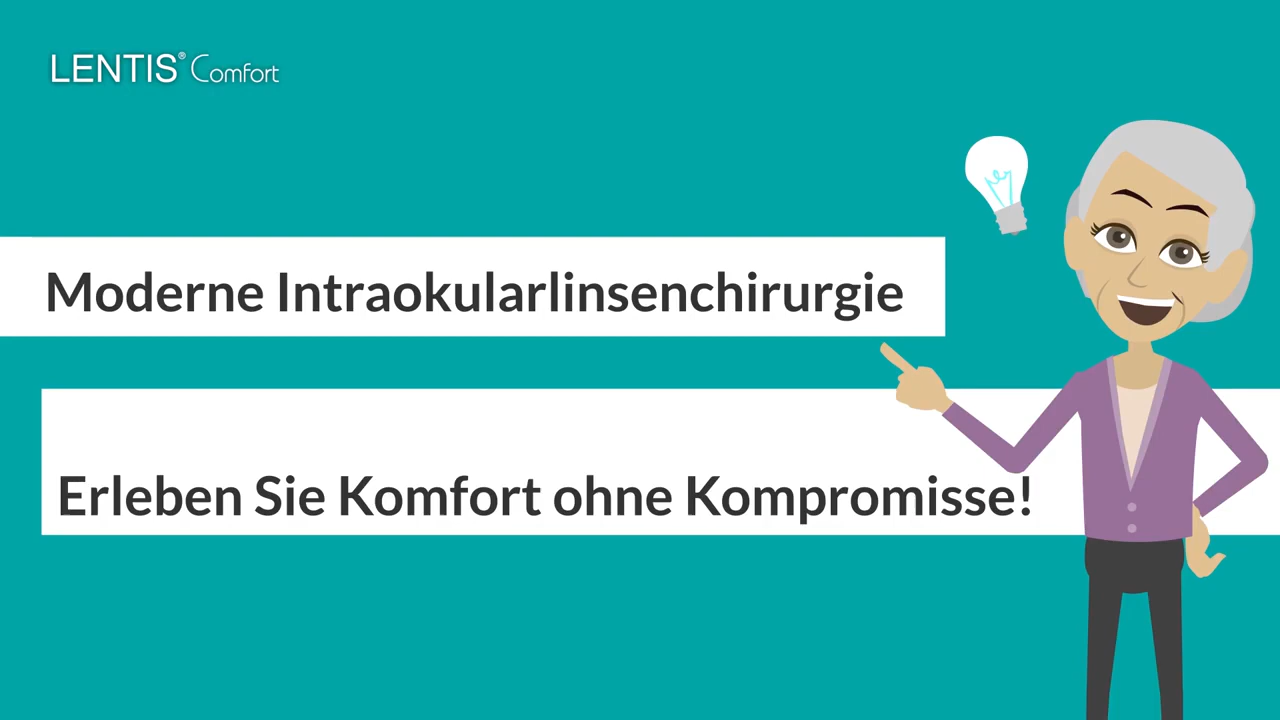 LENTIS® Comfort
Moderne Intraokularlinsenchirurgie
Erleben Sie Komfort ohne Kompromisse!